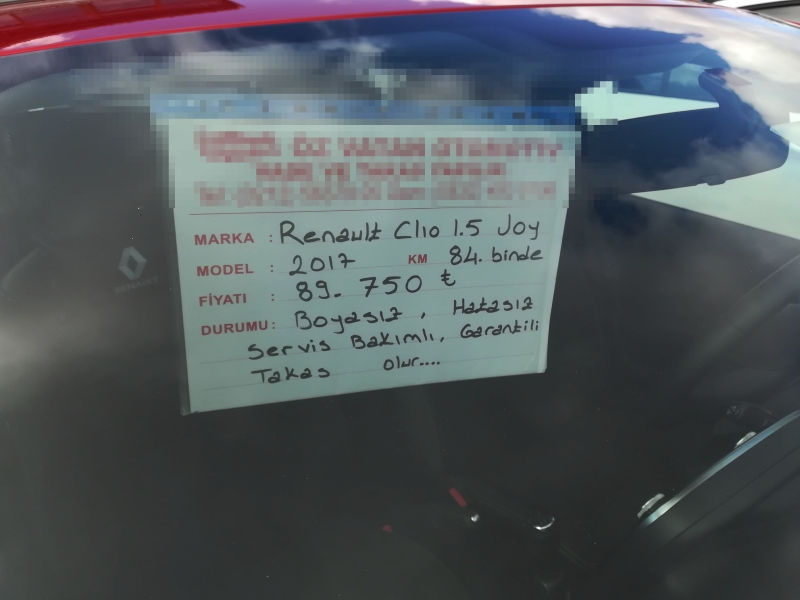 MARKA : Renault Clio 1.5 Joy
MODEL : 2017 KM 84. binde
FİYATI : 89. 750 ₺
DURUMU : Boyasız, Hatasız
Servis Bakımlı, Garantili
Takas olur....